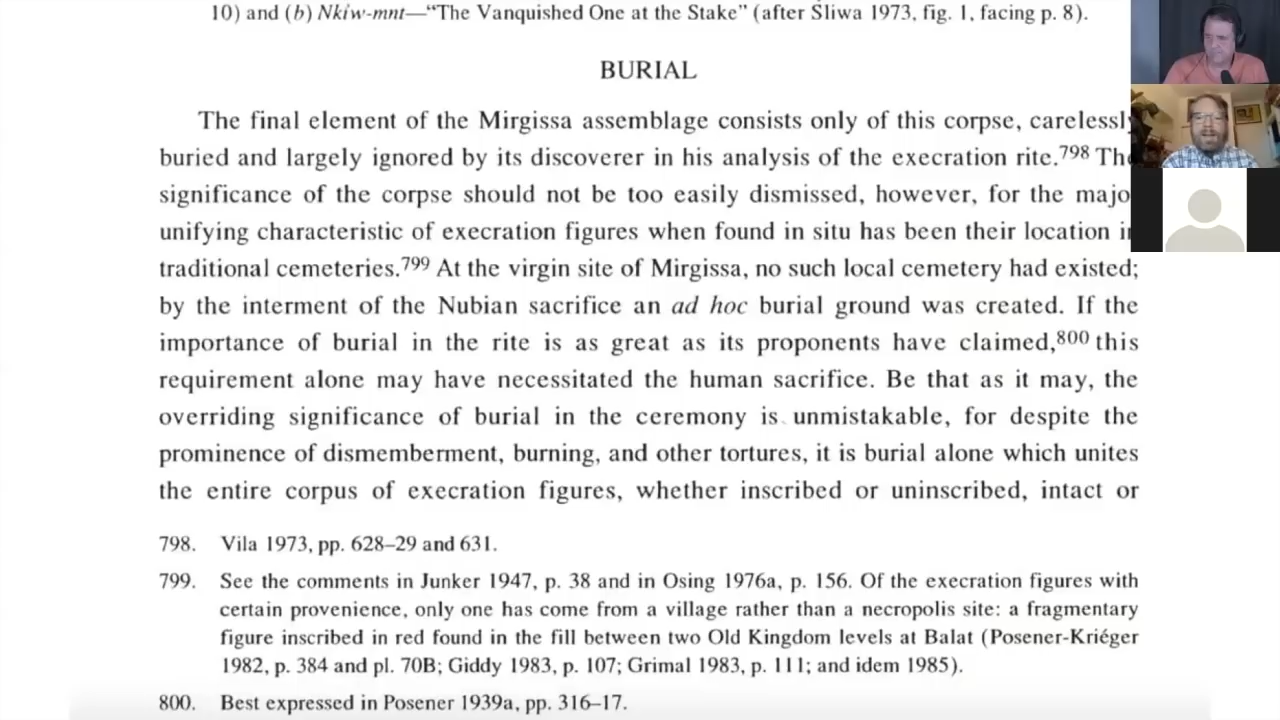 10) and (b) Nkiw-mnt—“The Vanquished One at the Stake” (after Śliwa 1973, fig. 1, facing p. 8).
BURIAL
The final element of the Mirgissa assemblage consists only of this corpse, carelessly
buried and largely ignored by its discoverer in his analysis of the execration rite.798 The
significance of the corpse should not be too easily dismissed, however, for the major
unifying characteristic of execration figures when found in situ has been their location in
traditional cemeteries.799 At the virgin site of Mirgissa, no such local cemetery had existed;
by the interment of the Nubian sacrifice an ad hoc burial ground was created. If the
importance of burial in the rite is as great as its proponents have claimed,800 this
requirement alone may have necessitated the human sacrifice. Be that as it may, the
overriding significance of burial in the ceremony is unmistakable, for despite the
prominence of dismemberment, burning, and other tortures, it is burial alone which unites
the entire corpus of execration figures, whether inscribed or uninscribed, intact or
798. Vila 1973, pp. 628–29 and 631.
799. See the comments in Junker 1947, p. 38 and in Osing 1976a, p. 156. Of the execration figures with
certain provenience, only one has come from a village rather than a necropolis site: a fragmentary
figure inscribed in red found in the fill between two Old Kingdom levels at Balat (Posener-Kriéger
1982, p. 384 and pl. 70B; Giddy 1983, p. 107; Grimal 1983, p. 111; and idem 1985).
800. Best expressed in Posener 1939a, pp. 316–17.